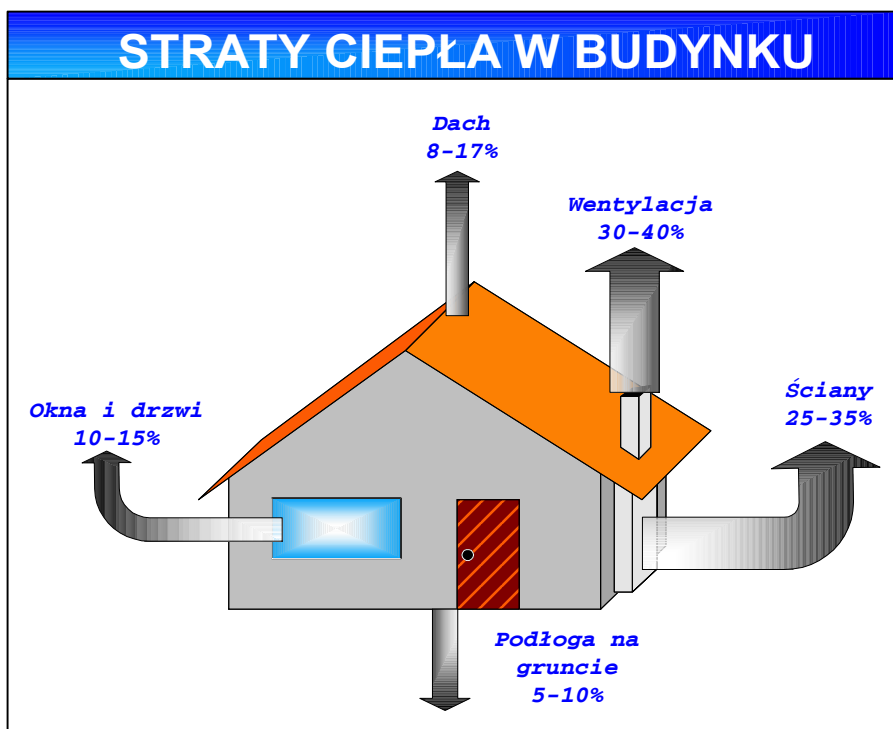 STRATY CIEPŁA W BUDYNKU
Dach
8-17%
Wentylacja
30-40%
Ściany
25-35%
Okna i drzwi
10-15%
Podłoga na
gruncie
5-10%